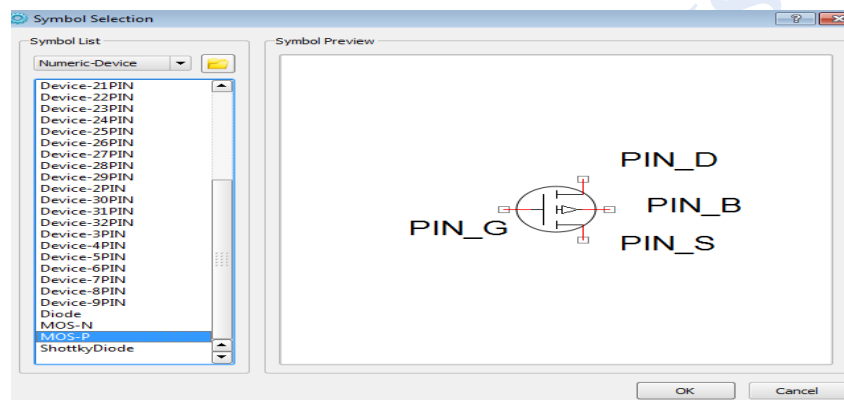 Symbol Selection
Symbol List
Symbol Preview
Numeric-Device
Device-21PIN
Device-22PIN
Device-23PIN
Device-24PIN
Device-25PIN
Device-26PIN
Device-27PIN
Device-28PIN
Device-29PIN
Device-2PIN
Device-30PIN
Device-31PIN
Device-32PIN
Device-3PIN
Device-4PIN
Device-5PIN
Device-6PIN
Device-7PIN
Device-8PIN
Device-9PIN
Diode
MOS-N
MOS-P
ShottkyDiode
PIN_D
PIN_B
PIN_G
PIN_S
OK
Cancel